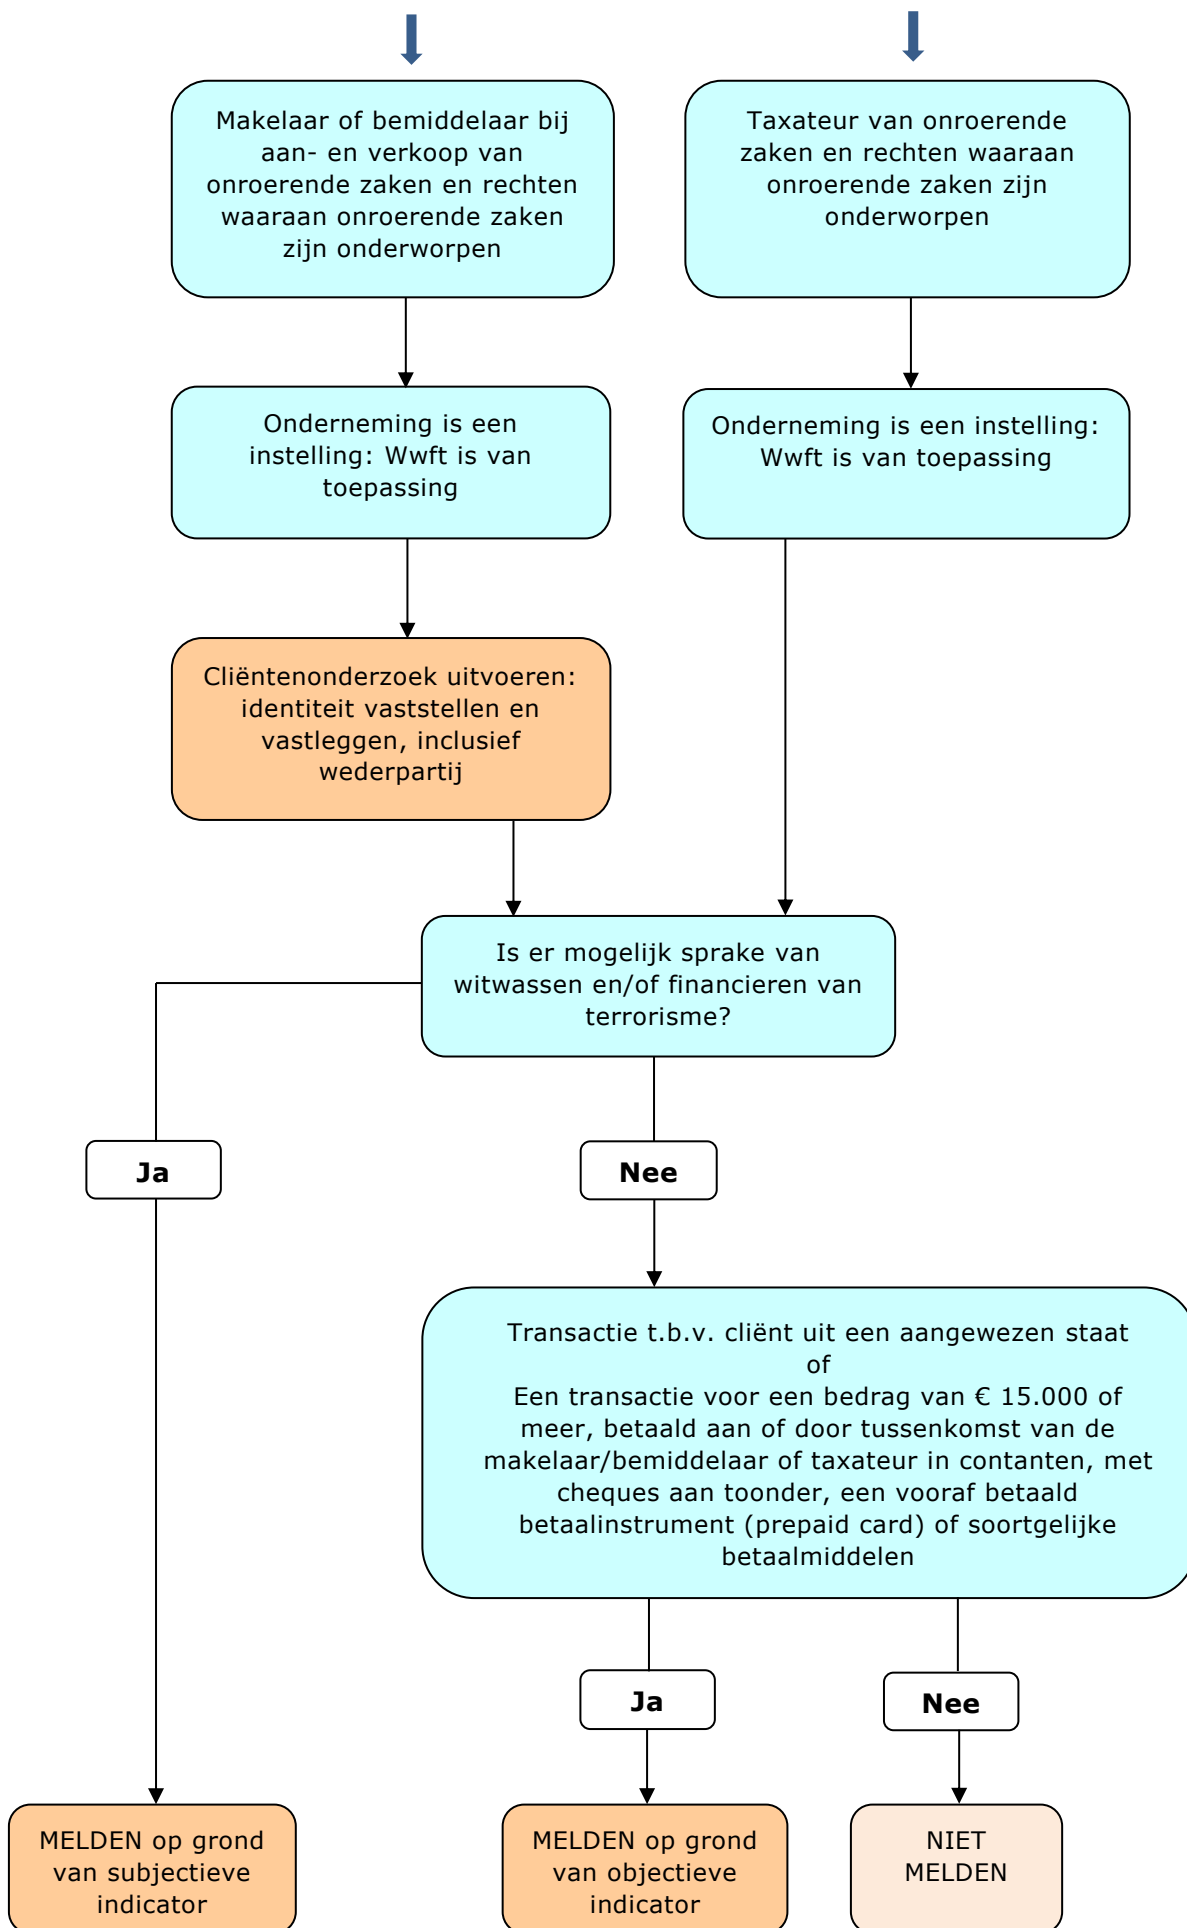 Makelaar of bemiddelaar bij
aan- en verkoop van
onroerende zaken en rechten
waaraan onroerende zaken
zijn onderworpen
Taxateur van onroerende
zaken en rechten waaraan
onroerende zaken zijn
onderworpen
Onderneming is een
instelling: Wwft is van
toepassing
Onderneming is een instelling:
Wwft is van toepassing
Cliëntenonderzoek uitvoeren:
identiteit vaststellen en
vastleggen, inclusief
wederpartij
Is er mogelijk sprake van
witwassen en/of financieren van
terrorisme?
Ja
Nee
Transactie t.b.v. cliënt uit een aangewezen staat
of
Een transactie voor een bedrag van € 15.000 of
meer, betaald aan of door tussenkomst van de
makelaar/bemiddelaar of taxateur in contanten, met
cheques aan toonder, een vooraf betaald
betaalinstrument (prepaid card) of soortgelijke
betaalmiddelen
Ja
Nee
MELDEN op grond
van subjectieve
indicator
MELDEN op grond
van objectieve
indicator
NIET
MELDEN